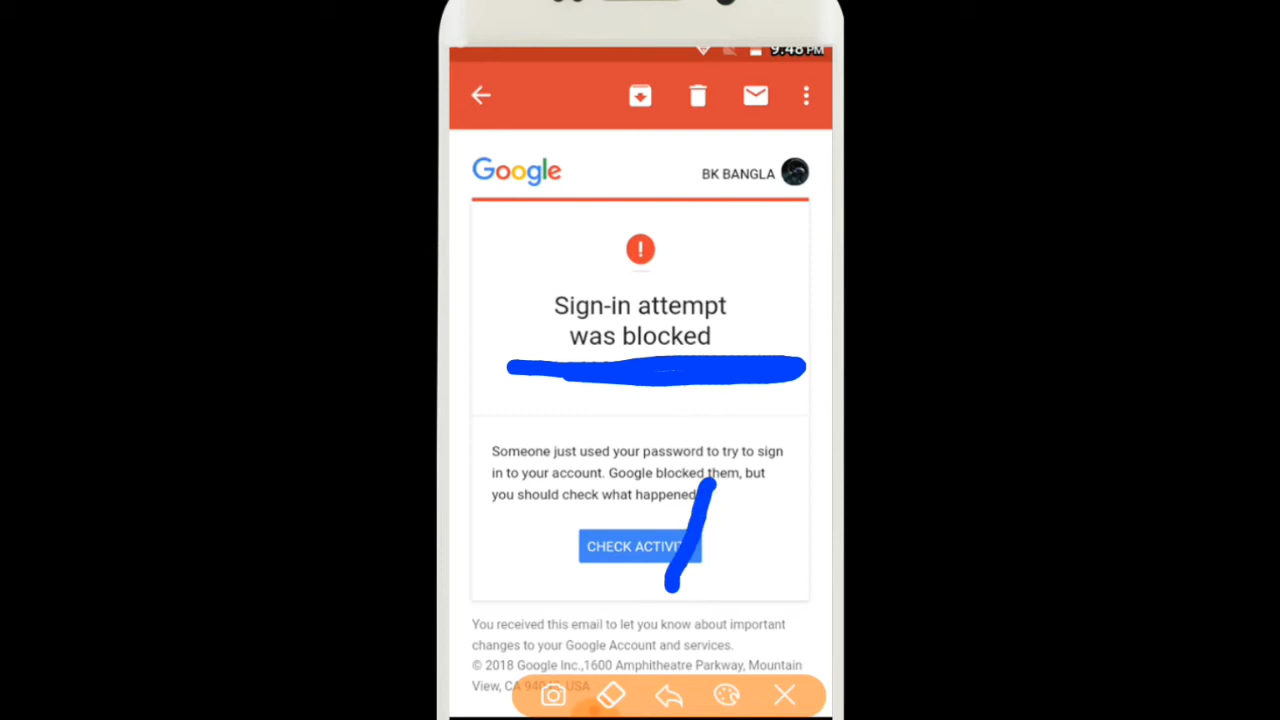 9:48 PM
Google
BK BANGLA
Sign-in attempt
was blocked
Someone just used your password to try to sign
in to your account. Google blocked them, but
you should check what happened
CHECK ACTIVI
You received this email to let you know about important
changes to your Google Account and services.
© 2018 Google Inc.,1600 Amphitheatre Parkway, Mountain
View, CA USA